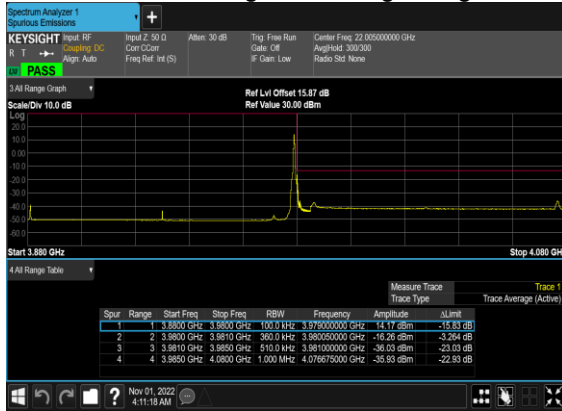 Spectrum Analyzer 1
Spurious Emissions
KEYSIGHT Input: RF Input Z: 50 Ω Atten: 30 dB Trig: Free Run Center Freq: 22.005000000 GHz
R T Coupling: DC Corr CCorr Gate: Off Avg|Hold: 300/300
Align: Auto Freq Ref: Int (S) IF Gain: Low Radio Std: None
PASS
3 All Range Graph
Ref Lvl Offset 15.87 dB
Scale/Div 10.0 dB Ref Value 30.00 dBm
Log
20.0
10.0
0.00
-10.0
-20.0
-30.0
-40.0
-50.0
-60.0
Start 3.880 GHz Stop 4.080 GH
4 All Range Table
Measure Trace Trace 1
Trace Type Trace Average (Active)
Spur Range Start Freq Stop Freq RBW Frequency Amplitude ΔLimit
1 1 3.8800 GHz 3.9800 GHz 100.0 kHz 3.979000000 GHz 14.17 dBm -15.83 dB
2 2 3.9800 GHz 3.9810 GHz 360.0 kHz 3.980050000 GHz -16.26 dBm -3.264 dB
3 3 3.9810 GHz 3.9850 GHz 510.0 kHz 3.981000000 GHz -36.03 dBm -23.03 dB
4 4 3.9850 GHz 4.0800 GHz 1.000 MHz 4.076675000 GHz -35.93 dBm -22.93 dB
Nov 01, 2022
4:11:18 AM